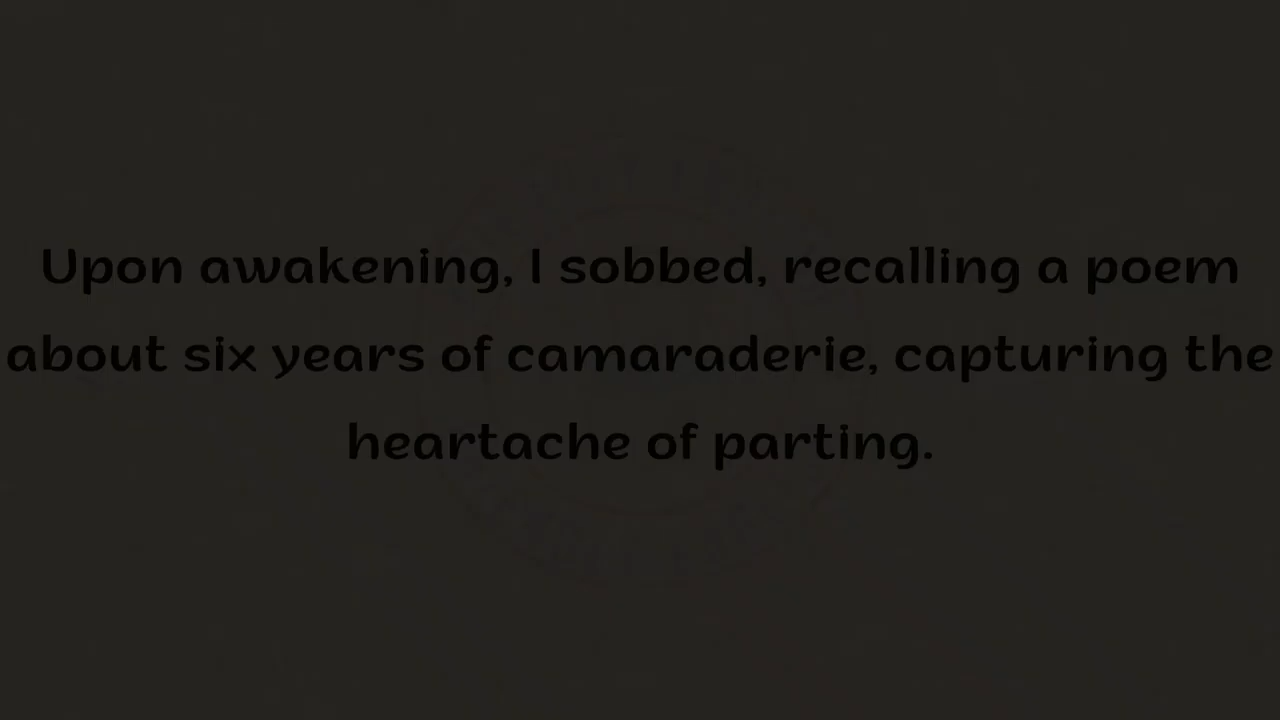 Upon awakening, I sobbed, recalling a poem
about six years of camaraderie, capturing the
heartache of parting.